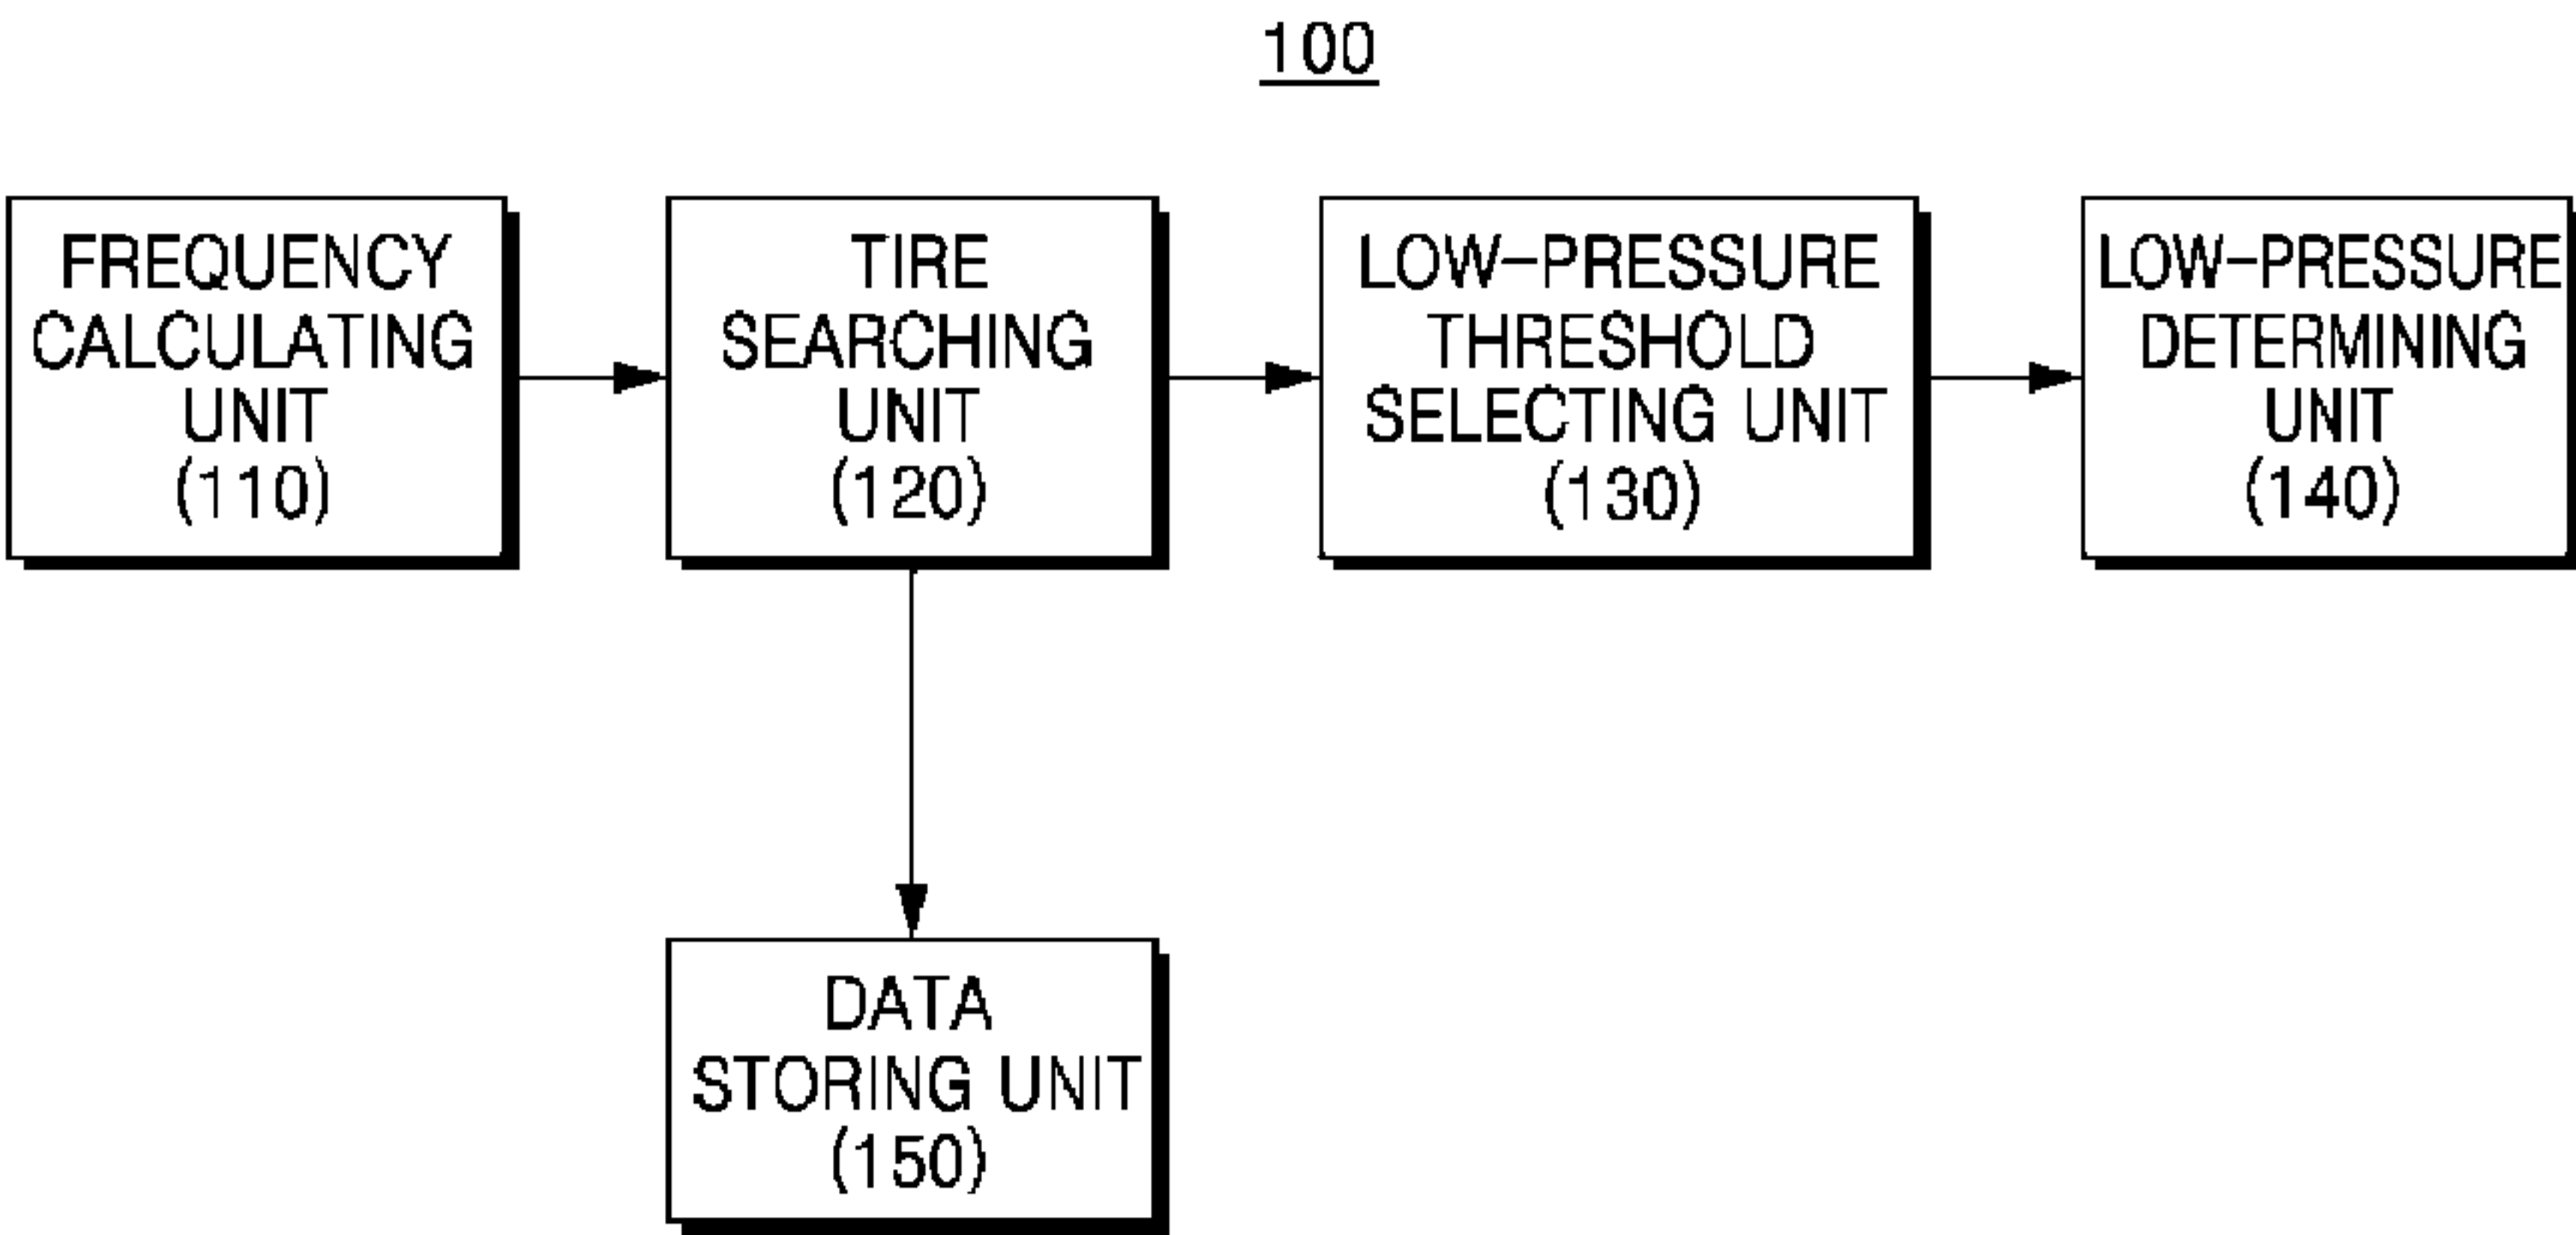 100
FREQUENCY
CALCULATING
UNIT
(110)
TIRE
SEARCHING
UNIT
(120)
LOW-PRESSURE
THRESHOLD
SELECTING UNIT
(130)
LOW-PRESSURE
DETERMINING
UNIT
(140)
DATA
STORING UNIT
(150)